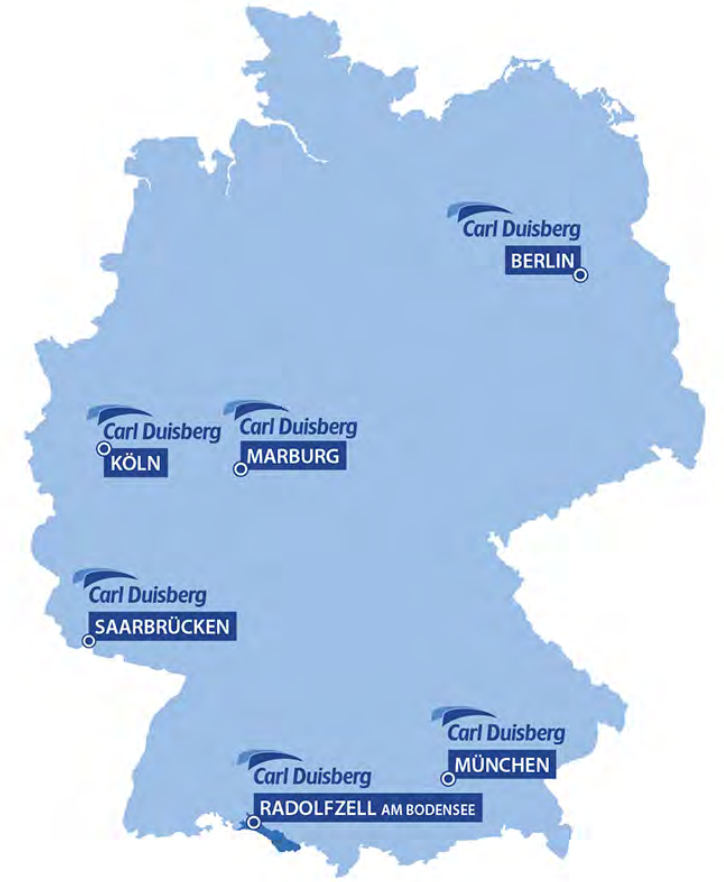 Carl Duisberg
BERLIN
Carl Duisberg
KÖLN
Carl Duisberg
MARBURG
Carl Duisberg
SAARBRÜCKEN
Carl Duisberg
MÜNCHEN
Carl Duisberg
RADOLFZELL AM BODENSEE